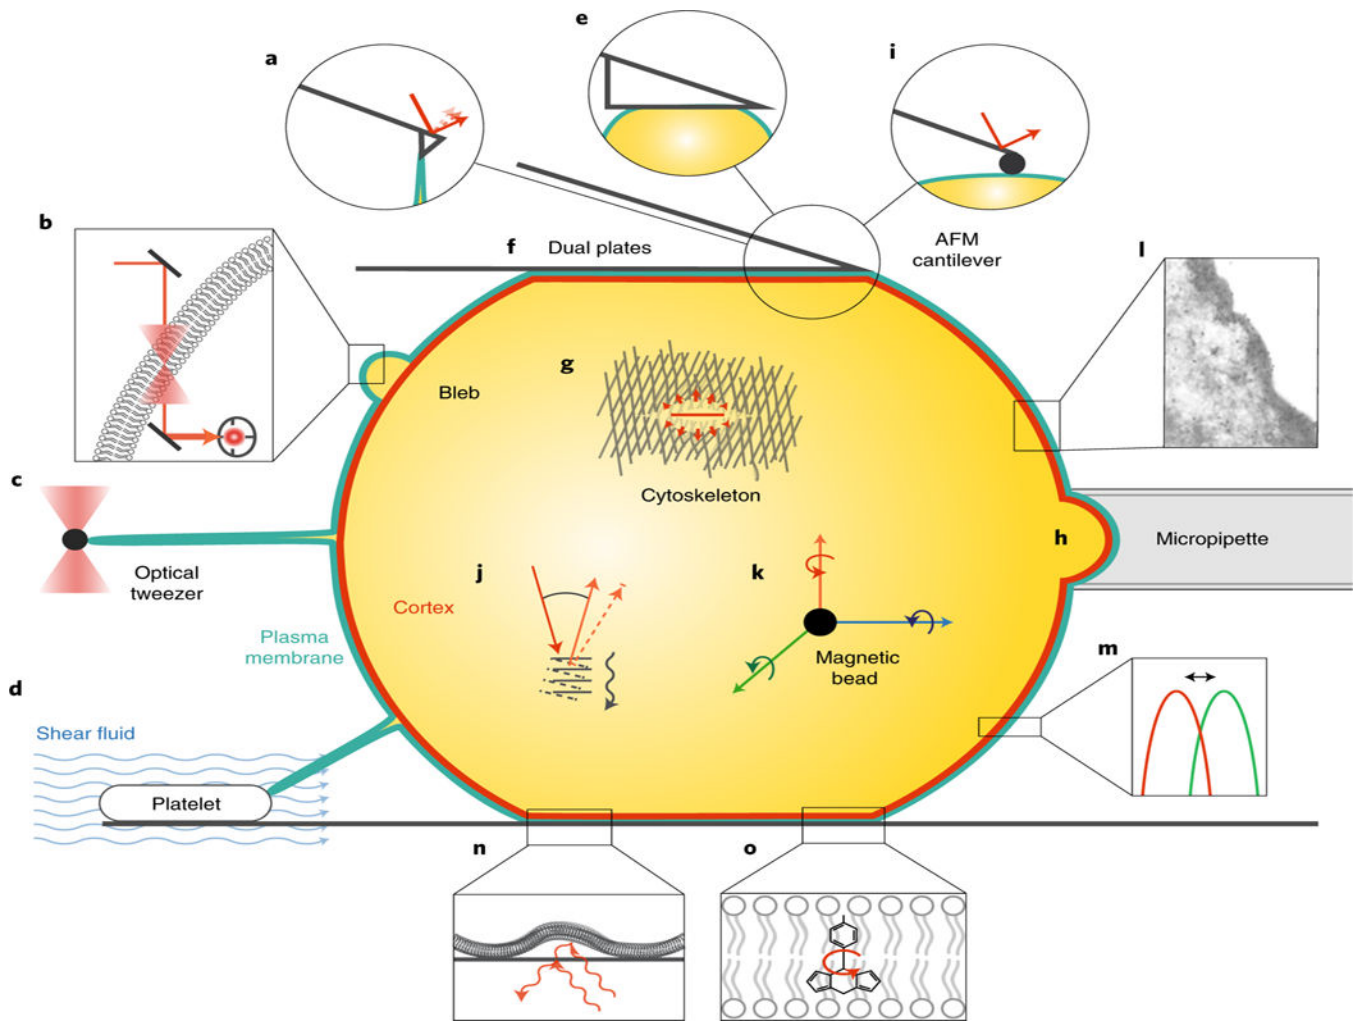 a
e
i
b
f
Dual plates
AFM
cantilever
l
Bleb
g
Cytoskeleton
c
Optical
tweezer
h
Micropipette
j
k
Cortex
Plasma
membrane
Magnetic
bead
m
d
Shear fluid
Platelet
n
o